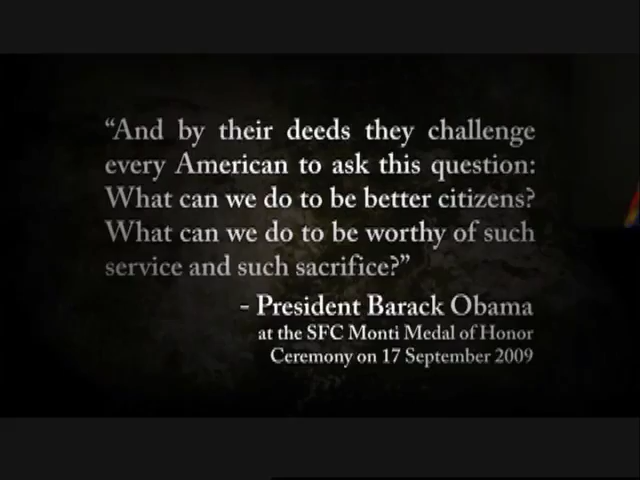 “And by their deeds they challenge
every American to ask this question:
What can we do to be better citizens?
What can we do to be worthy of such
service and such sacrifice?”
- President Barack Obama
at the SFC Monti Medal of Honor
Ceremony on 17 September 2009